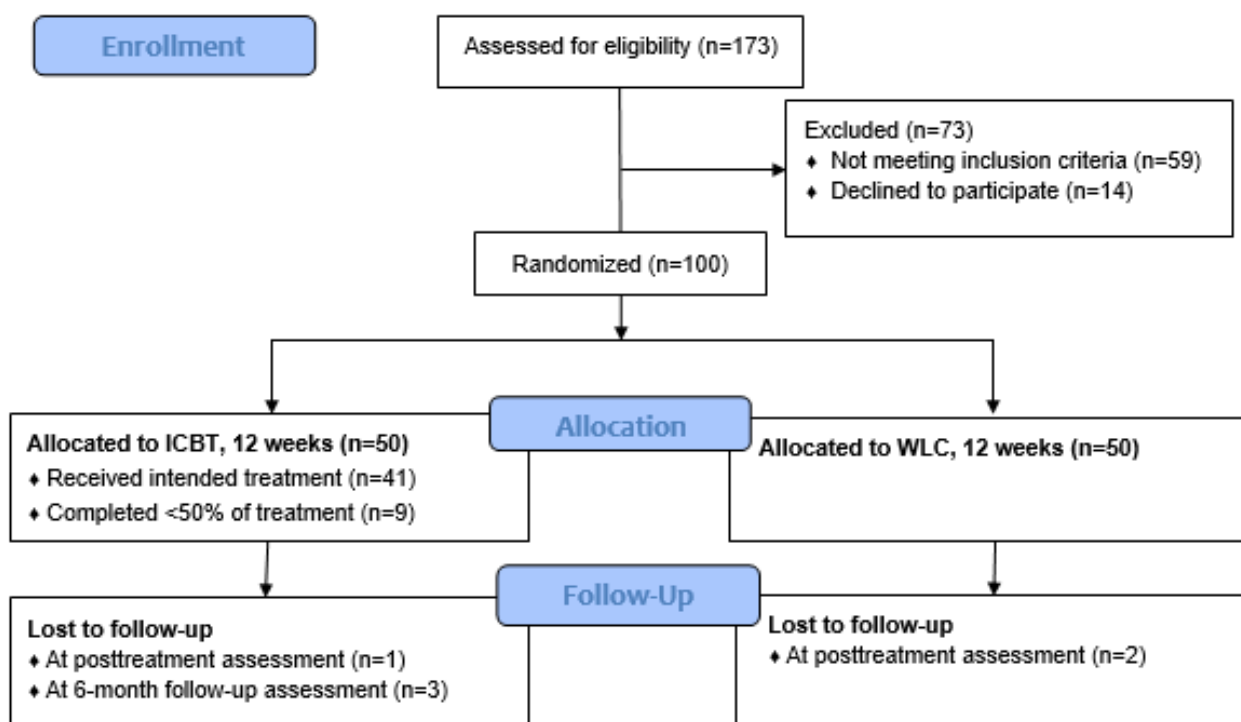 Enrollment
Assessed for eligibility (n=173)
Excluded (n=73)
♦ Not meeting inclusion criteria (n=59)
♦ Declined to participate (n=14)
Randomized (n=100)
Allocation
Allocated to ICBT, 12 weeks (n=50)
♦ Received intended treatment (n=41)
♦ Completed <50% of treatment (n=9)
Allocated to WLC, 12 weeks (n=50)
Follow-Up
Lost to follow-up
♦ At posttreatment assessment (n=1)
♦ At 6-month follow-up assessment (n=3)
Lost to follow-up
♦ At posttreatment assessment (n=2)